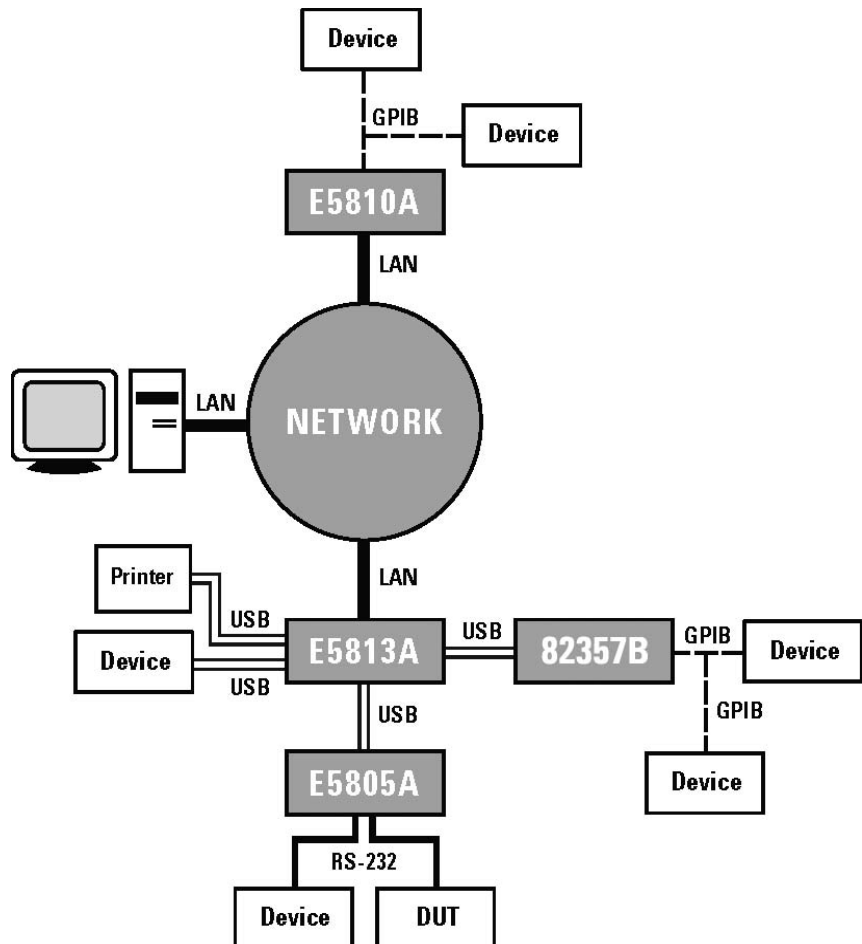 Device
GPIB
Device
E5810A
LAN
LAN
NETWORK
LAN
Printer
USB
E5813A
USB
82357B
GPIB
Device
Device
USB
GPIB
USB
Device
E5805A
RS-232
Device
DUT